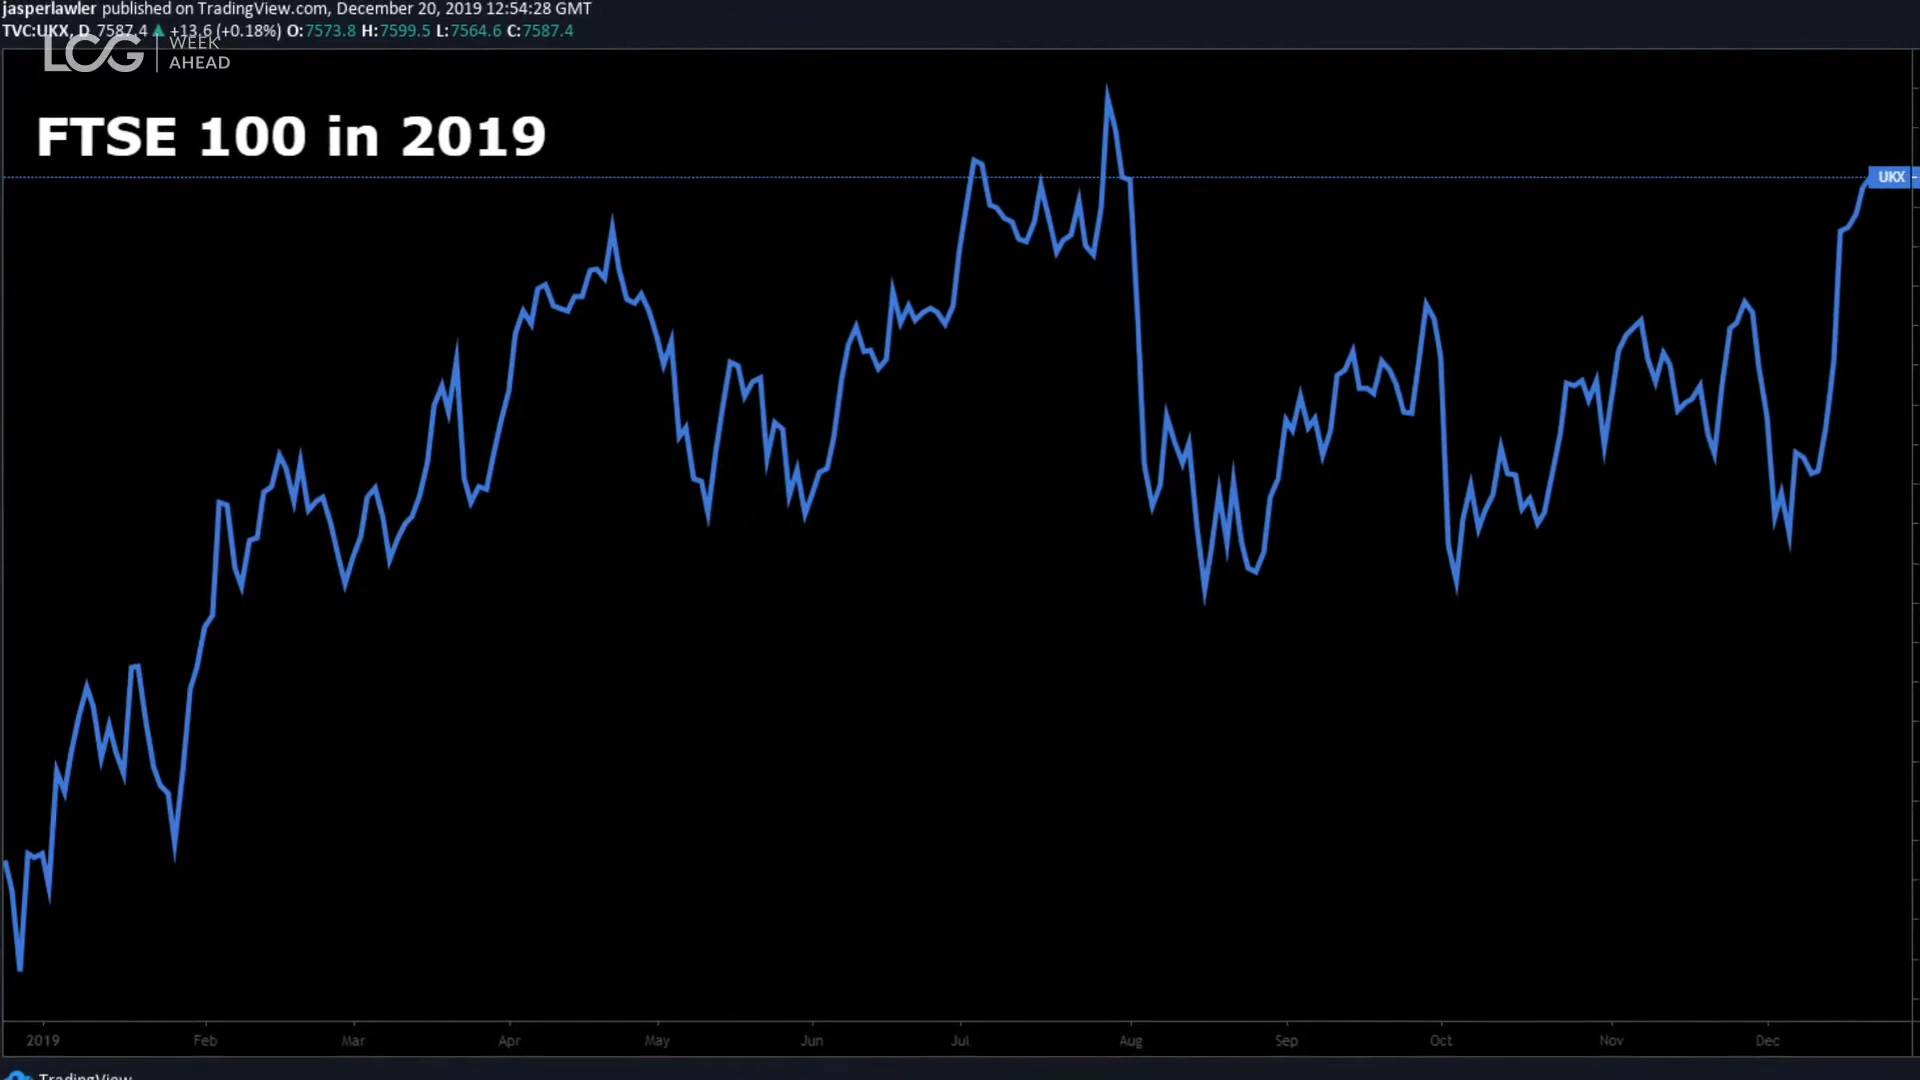 jasperlawler published on TradingView.com, December 20, 2019 12:54:28 GMT
TVC:UKX, D 7587.4 ▲ +13.6 (+0.18%) O:7573.8 H:7599.5 L:7564.6 C:7587.4
LCG WEEK
AHEAD
FTSE 100 in 2019
UKX
2019 Feb Mar Apr May Jun Jul Aug Sep Oct Nov Dec
TradingView